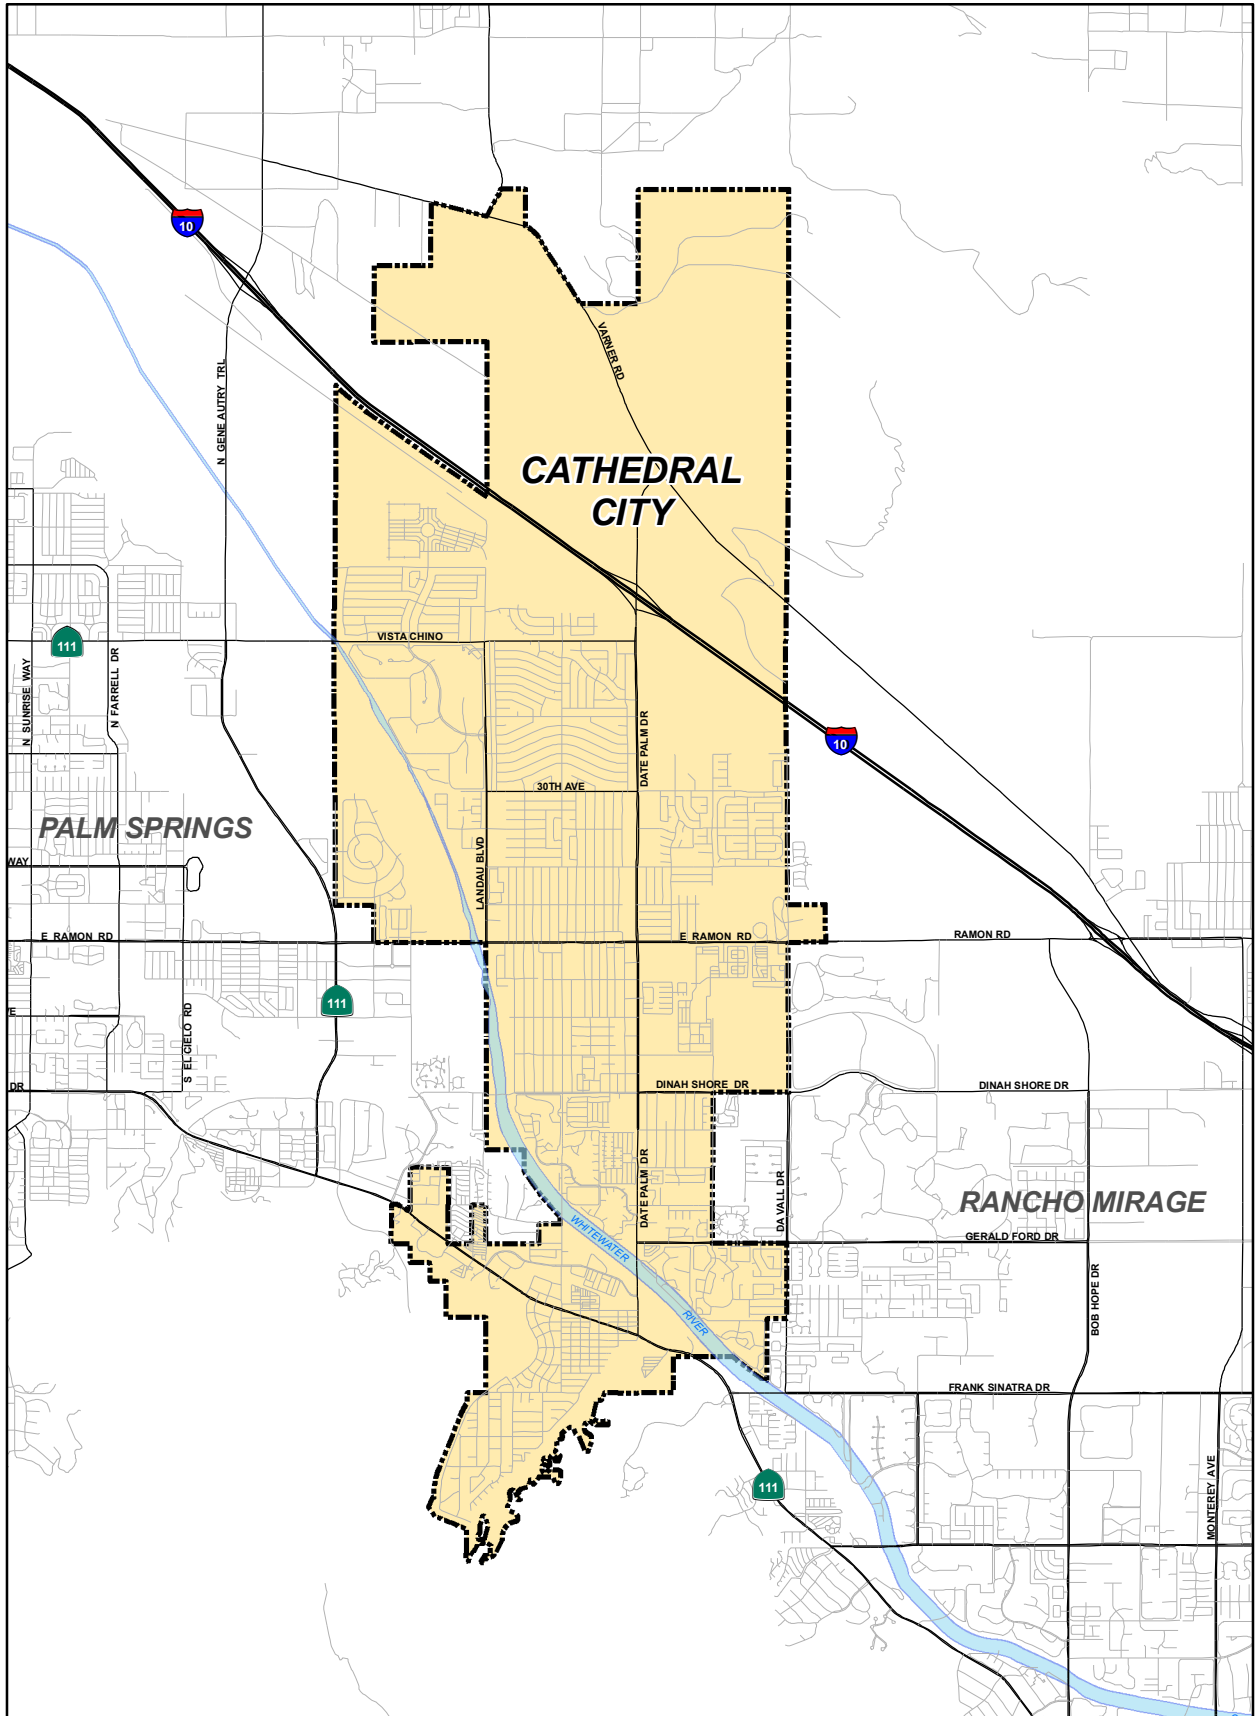 10
VARNER RD
N GENE AUTRY TRL
CATHEDRAL
CITY
VISTA CHINO
111
N SUNRISE WAY
N FARRELL DR
DATE PALM DR
10
30TH AVE
PALM SPRINGS
LANDAU BLVD
WAY
E RAMON RD
E RAMON RD
RAMON RD
111
S EL CIELO RD
DR
DINAH SHORE DR
DINAH SHORE DR
DATE PALM DR
DA VALL DR
RANCHO MIRAGE
WHITEWATER
GERALD FORD DR
RIVER
BOB HOPE DR
FRANK SINATRA DR
111
MONTEREY AVE